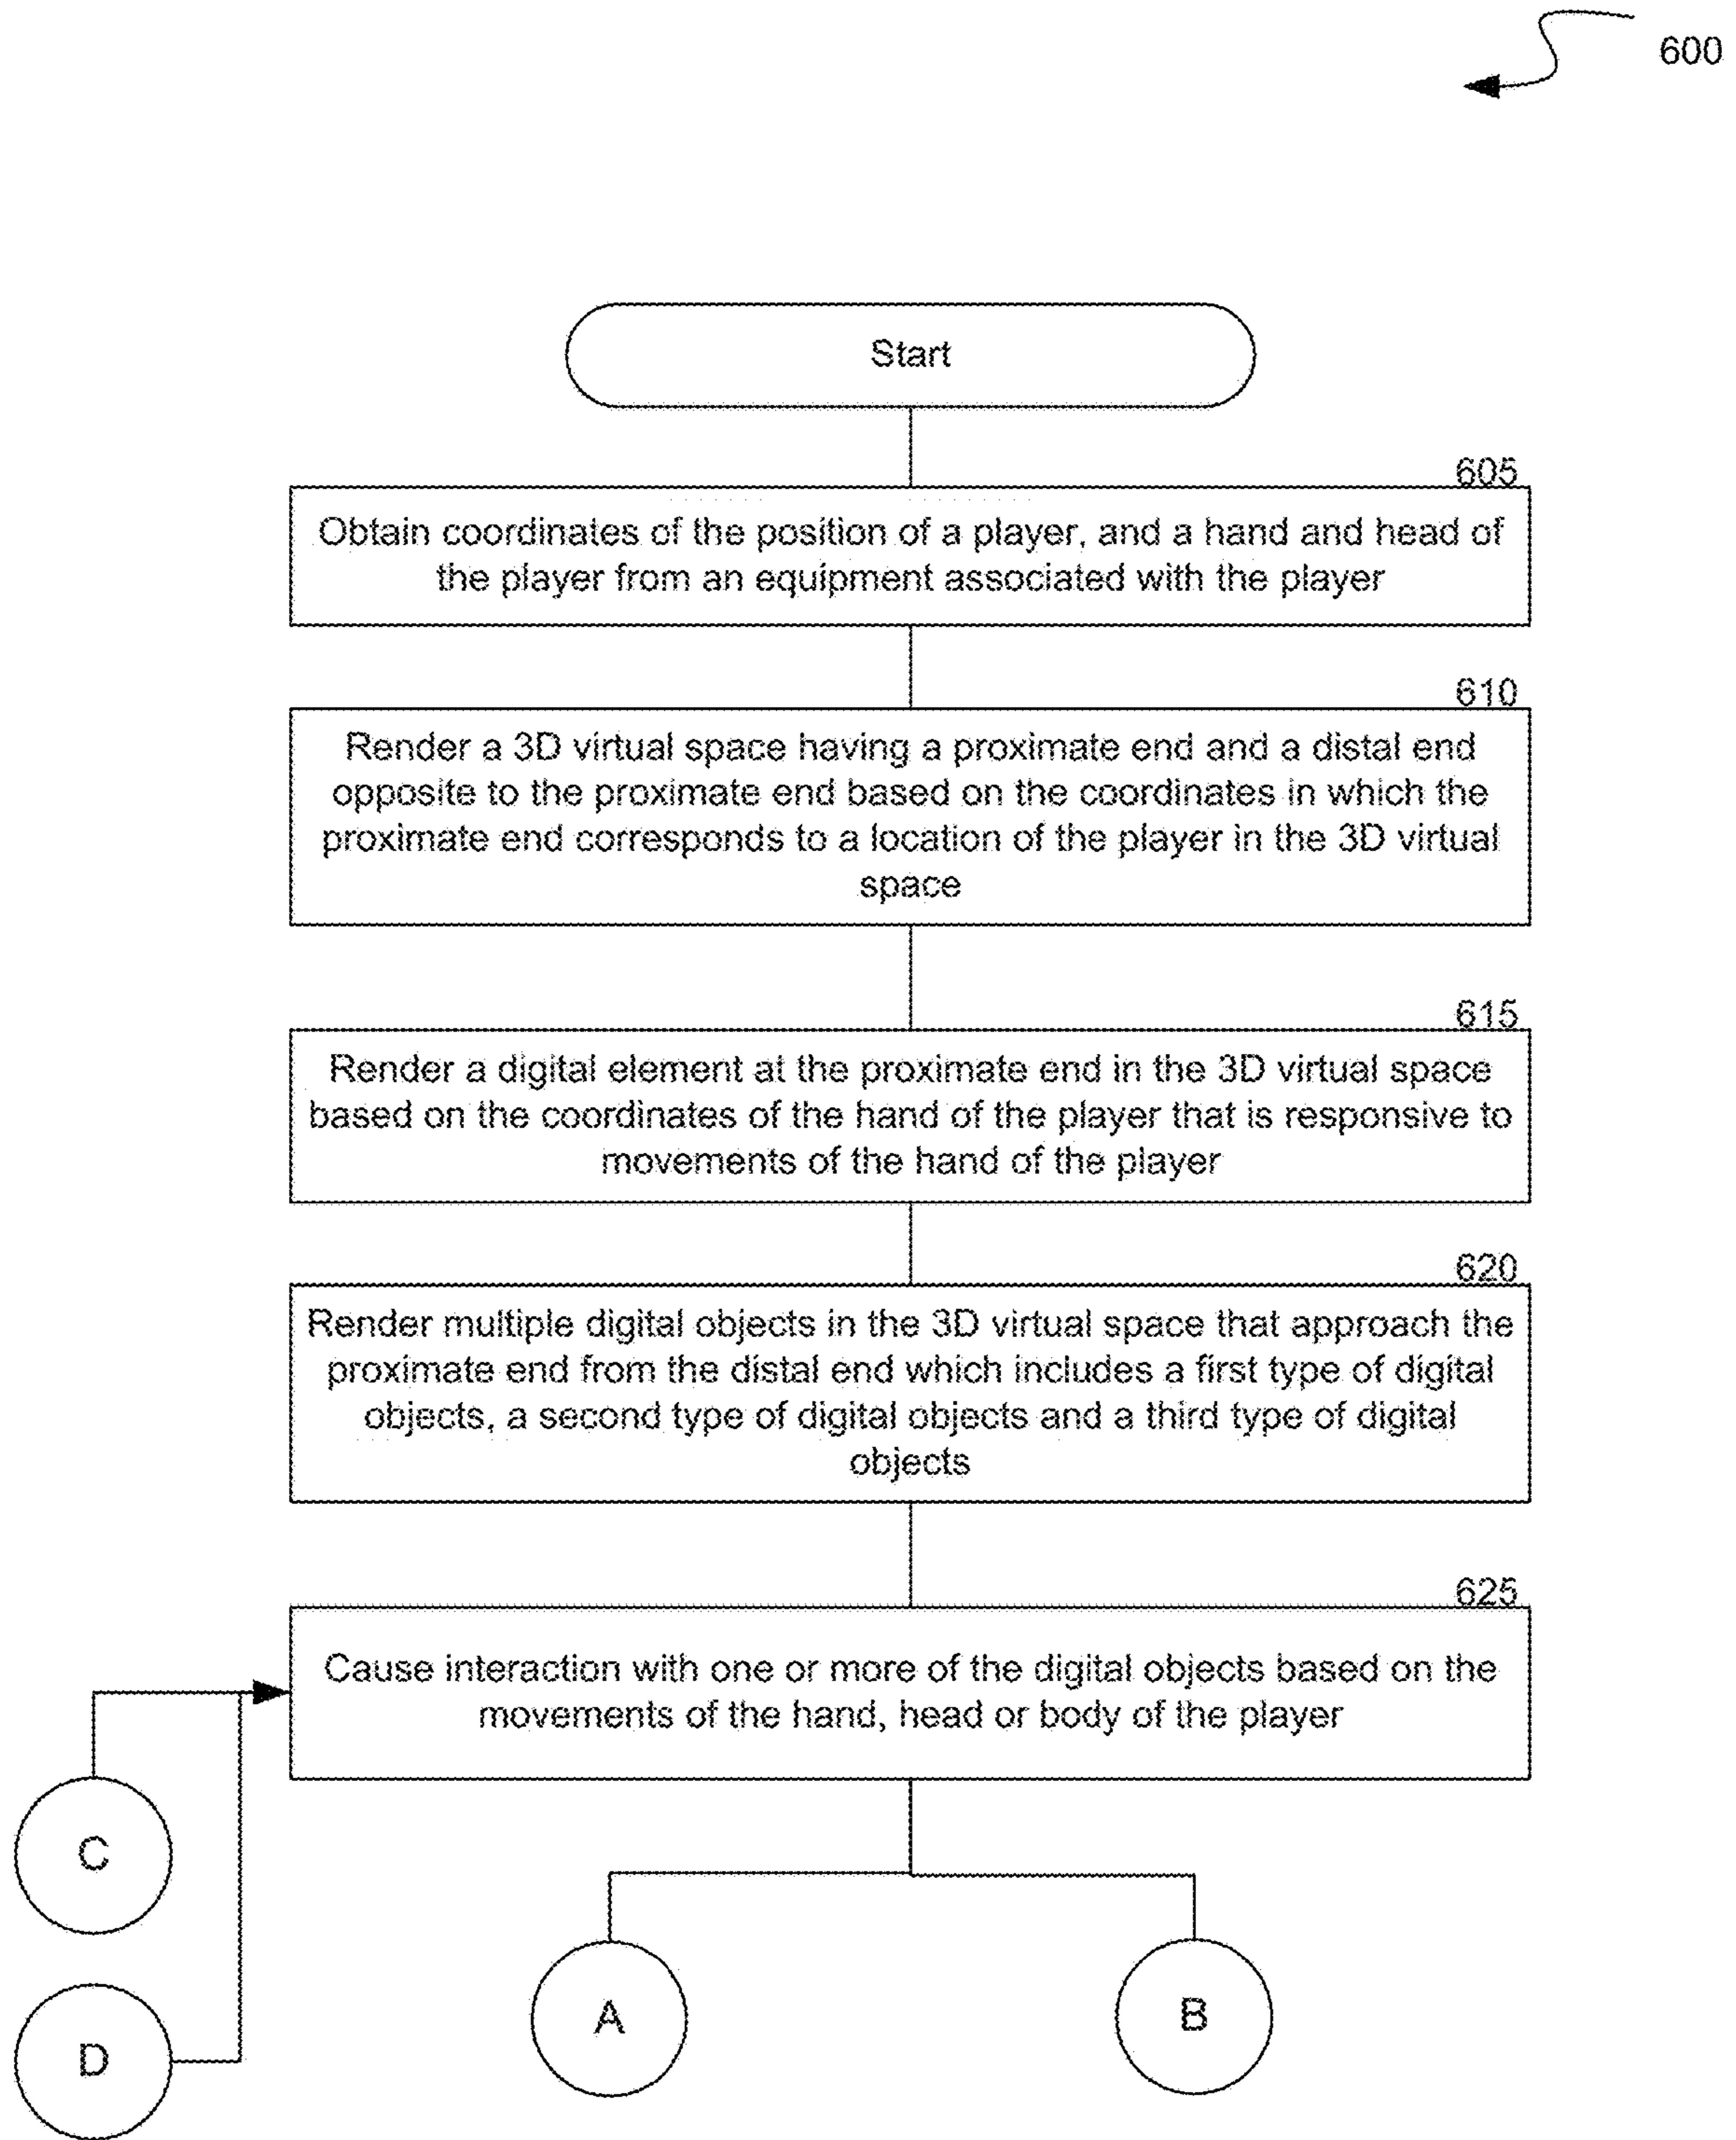 600
Start
605
Obtain coordinates of the position of a player, and a hand and head of
the player from an equipment associated with the player
610
Render a 3D virtual space having a proximate end and a distal end
opposite to the proximate end based on the coordinates in which the
proximate end corresponds to a location of the player in the 3D virtual
space
615
Render a digital element at the proximate end in the 3D virtual space
based on the coordinates of the hand of the player that is responsive to
movements of the hand of the player
620
Render multiple digital objects in the 3D virtual space that approach the
proximate end from the distal end which includes a first type of digital
objects, a second type of digital objects and a third type of digital
objects
625
Cause interaction with one or more of the digital objects based on the
movements of the hand, head or body of the player
C
A
B
D